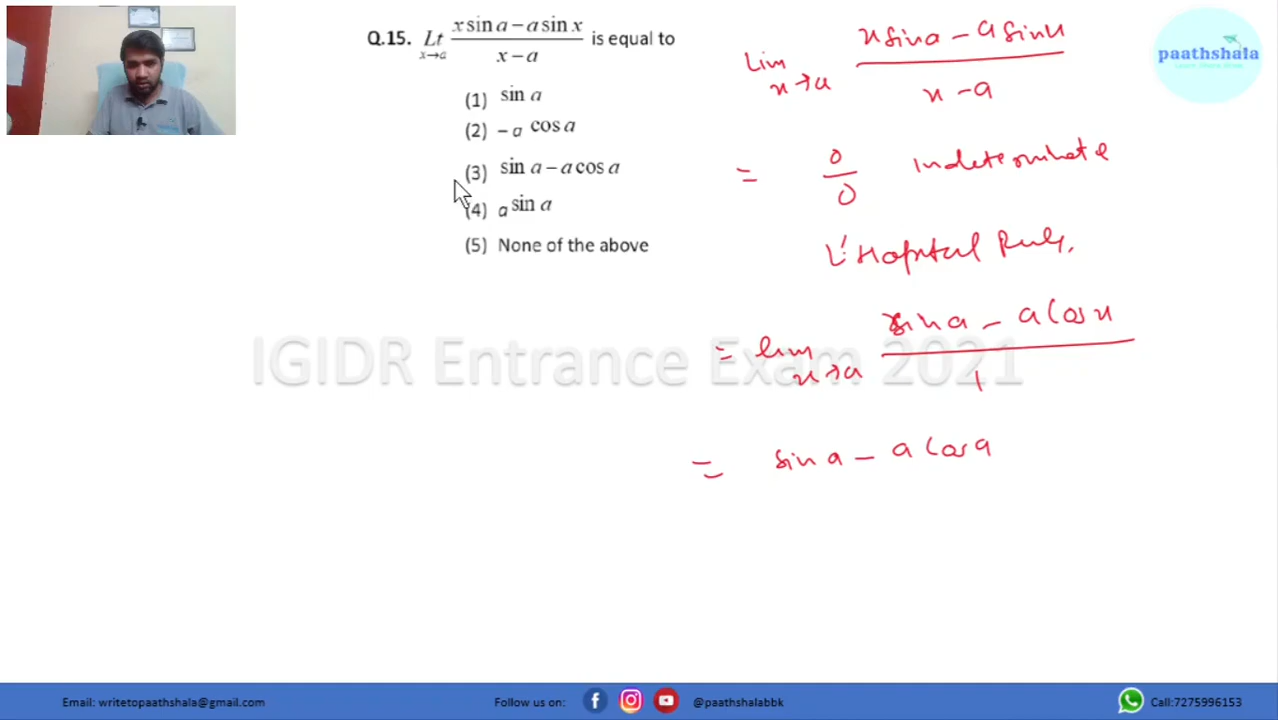 Q.15. Lt x→a (x sin a – a sin x)/(x – a) is equal to
(1) sin a
(2) – a cos a
(3) sin a – a cos a
(4) a sin a
(5) None of the above
Lim x→a (x sin a – a sin x)/(x – a)
= 0/0 Indeterminate
L' Hopital Rule,
= lim x→a (sin a – a cos x)/1
= sin a – a cos a
paathshala
IGIDR Entrance Exam 2021
Email: writetopaathshala@gmail.com
Follow us on:
@paathshalabbk
Call:7275996153